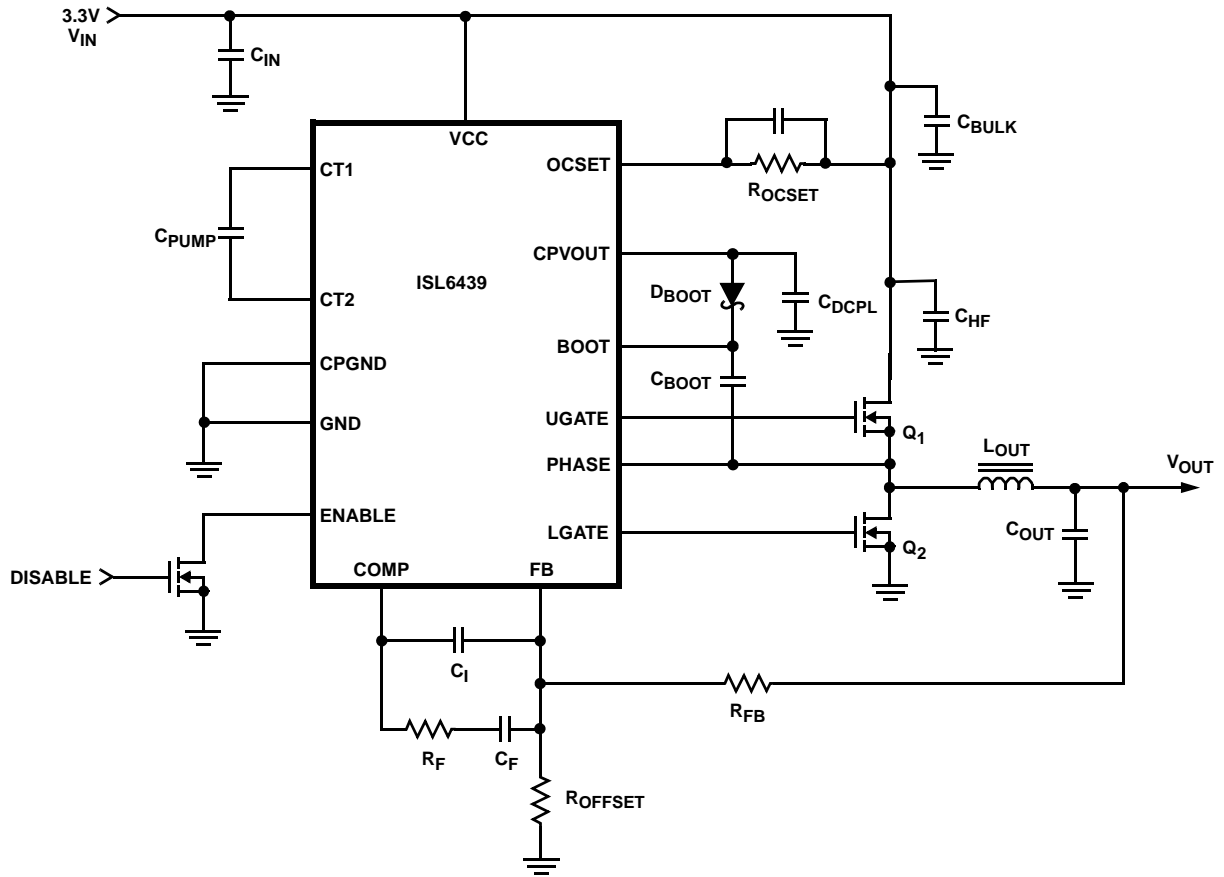 3.3V
VIN
CIN
CBULK
VCC
OCSET
ROCSET
CT1
CPUMP
CT2
ISL6439
CPVOUT
DBOOT
CDCPL
CHF
BOOT
CBOOT
CPGND
UGATE
Q1
GND
PHASE
LOUT
VOUT
ENABLE
LGATE
Q2
COUT
DISABLE
COMP
FB
CI
RFB
RF
CF
ROFFSET